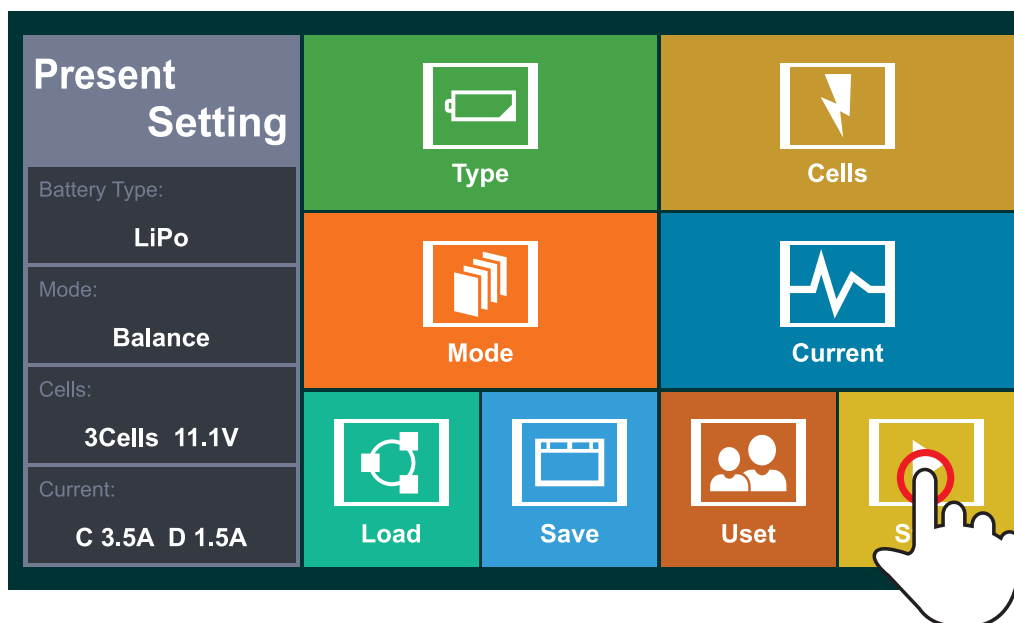 Present
Setting
Battery Type:
LiPo
Mode:
Balance
Cells:
3Cells 11.1V
Current:
C 3.5A D 1.5A
Type
Cells
Mode
Current
Load
Save
Uset